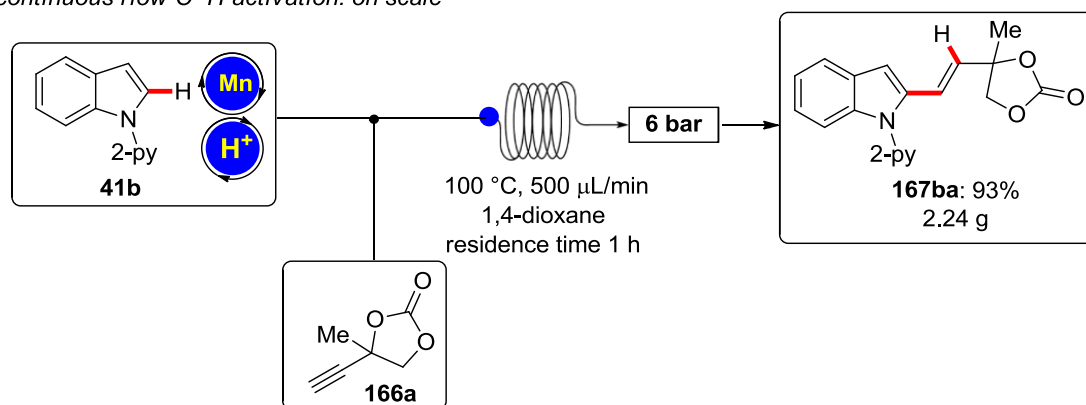 continuous flow C–H activation: on scale
H
Mn
H+
N
2-py
41b
100 °C, 500 μL/min
1,4-dioxane
residence time 1 h
6 bar
H
Me
O
O
O
N
2-py
167ba: 93%
2.24 g
O
Me
O
O
166a